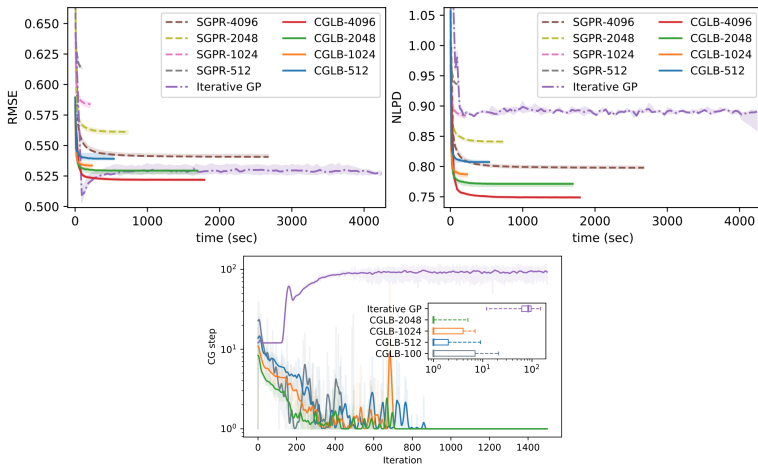 RMSE
0.650
0.625
0.600
0.575
0.550
0.525
0.500
SGPR-4096
SGPR-2048
SGPR-1024
SGPR-512
Iterative GP
CGLB-4096
CGLB-2048
CGLB-1024
CGLB-512
0 1000 2000 3000 4000
time (sec)
NLPD
1.05
1.00
0.95
0.90
0.85
0.80
0.75
SGPR-4096
SGPR-2048
SGPR-1024
SGPR-512
Iterative GP
CGLB-4096
CGLB-2048
CGLB-1024
CGLB-512
0 1000 2000 3000 4000
time (sec)
CG step
10²
10¹
10⁰
Iterative GP
CGLB-2048
CGLB-1024
CGLB-512
CGLB-100
10⁰ 10¹ 10²
0 200 400 600 800 1000 1200 1400
Iteration